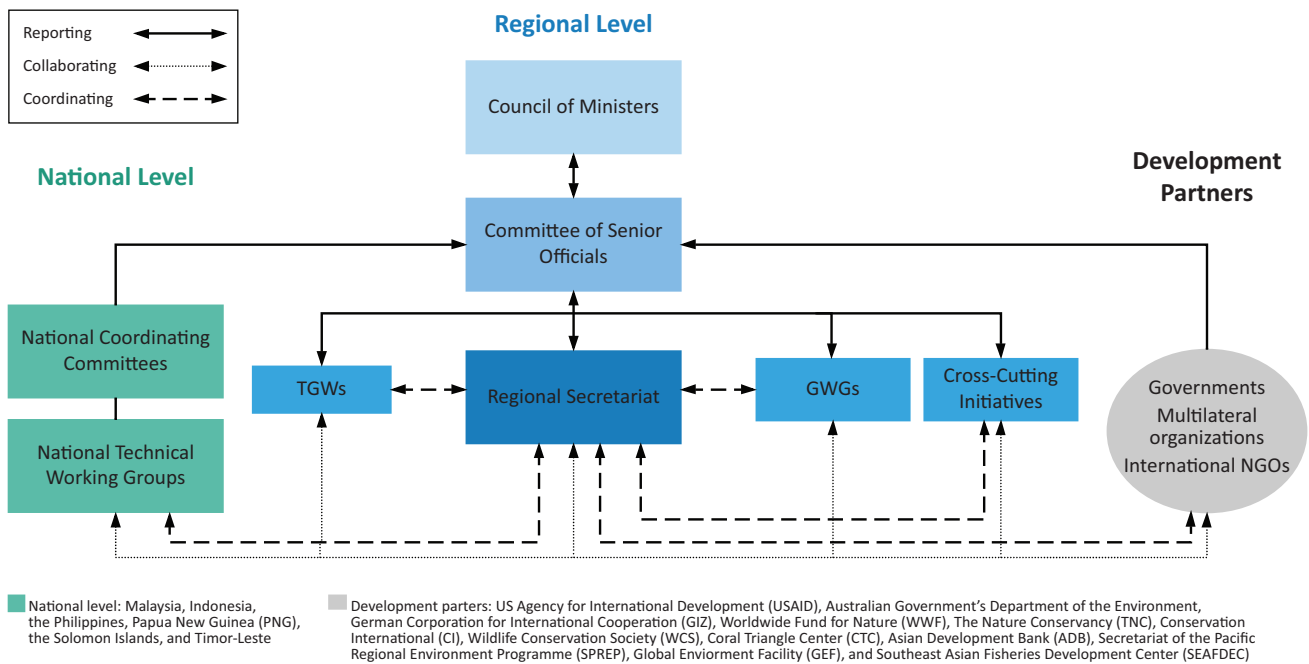 Reporting
Collaborating
Coordinating
Regional Level
Council of Ministers
National Level
Development
Partners
Committee of Senior
Officials
National Coordinating
Committees
TGWs
Regional Secretariat
GWGs
Cross-Cutting
Initiatives
National Technical
Working Groups
Governments
Multilateral
organizations
International NGOs
National level: Malaysia, Indonesia,
the Philippines, Papua New Guinea (PNG),
the Solomon Islands, and Timor-Leste
Development parters: US Agency for International Development (USAID), Australian Government's Department of the Environment,
German Corporation for International Cooperation (GIZ), Worldwide Fund for Nature (WWF), The Nature Conservancy (TNC), Conservation
International (CI), Wildlife Conservation Society (WCS), Coral Triangle Center (CTC), Asian Development Bank (ADB), Secretariat of the Pacific
Regional Environment Programme (SPREP), Global Enviorment Facility (GEF), and Southeast Asian Fisheries Development Center (SEAFDEC)